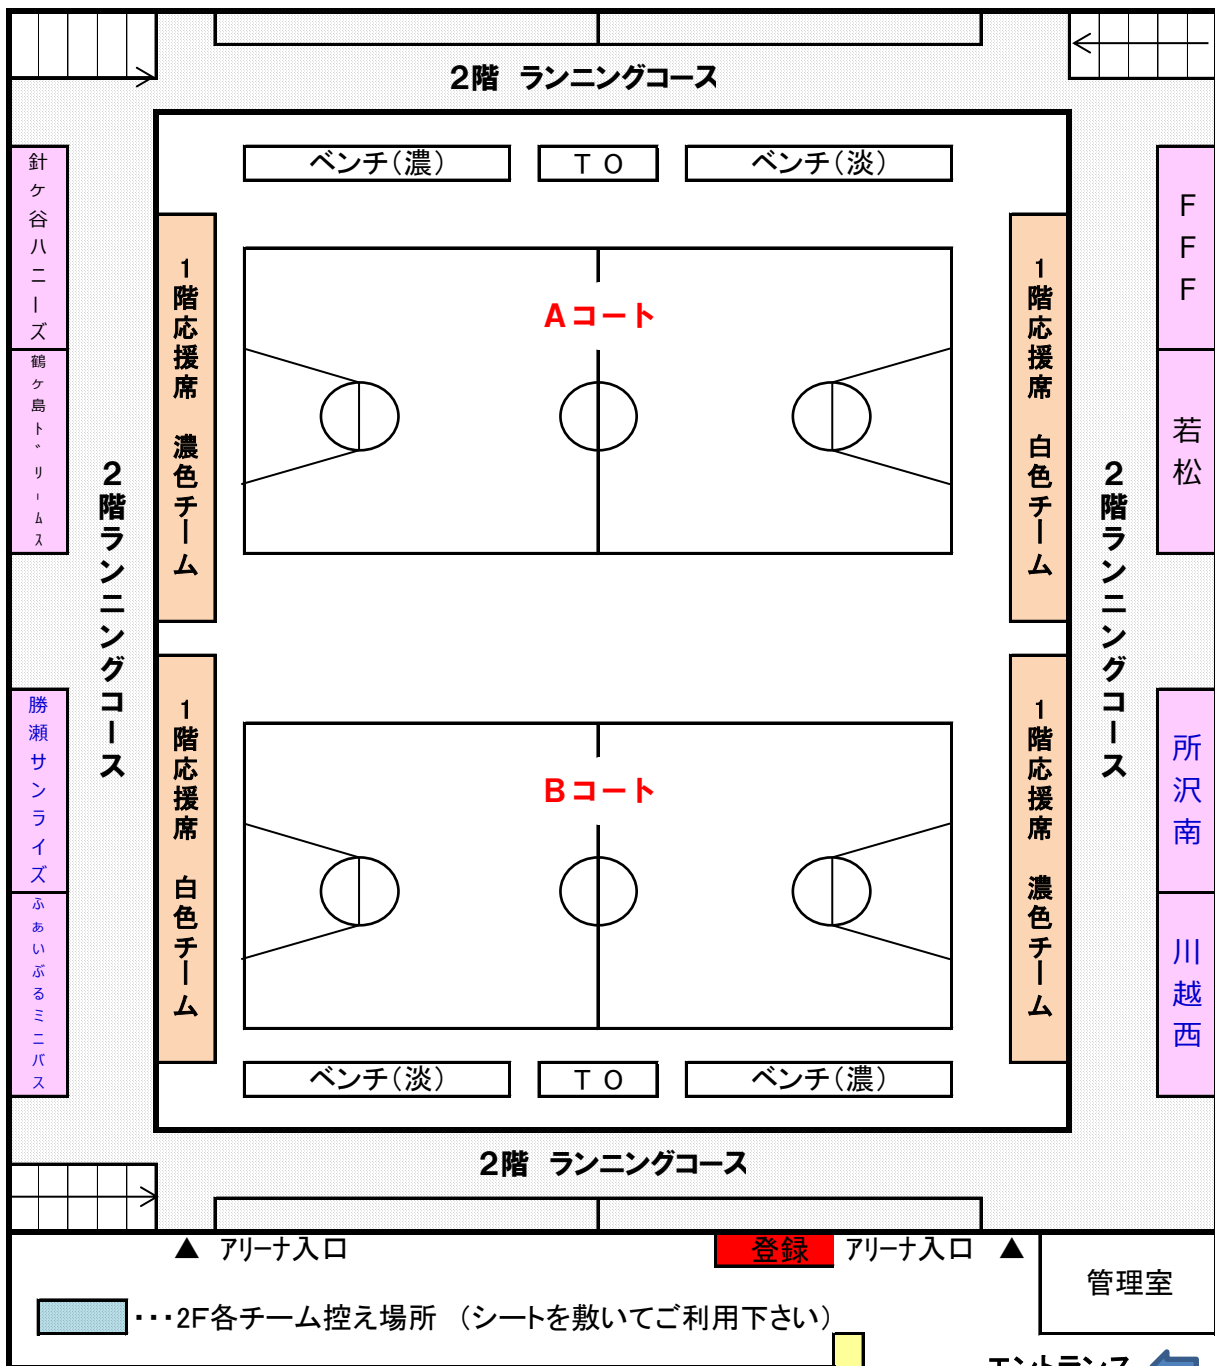 2階 ランニングコース
ベンチ(濃)
TO
ベンチ(淡)
針ケ谷ハニーズ
鶴ヶ島ドリームス
2階ランニングコース
1階応援席 濃色チーム
Aコート
1階応援席 白色チーム
2階ランニングコース
FFF
若松
勝瀬サンライズ
ふぁいぶるミニバス
1階応援席 白色チーム
Bコート
1階応援席 濃色チーム
所沢南
川越西
ベンチ(淡)
TO
ベンチ(濃)
2階 ランニングコース
▲ アリーナ入口
登録
アリーナ入口 ▲
管理室
・・・2F各チーム控え場所 (シートを敷いてご利用下さい)
エントランス